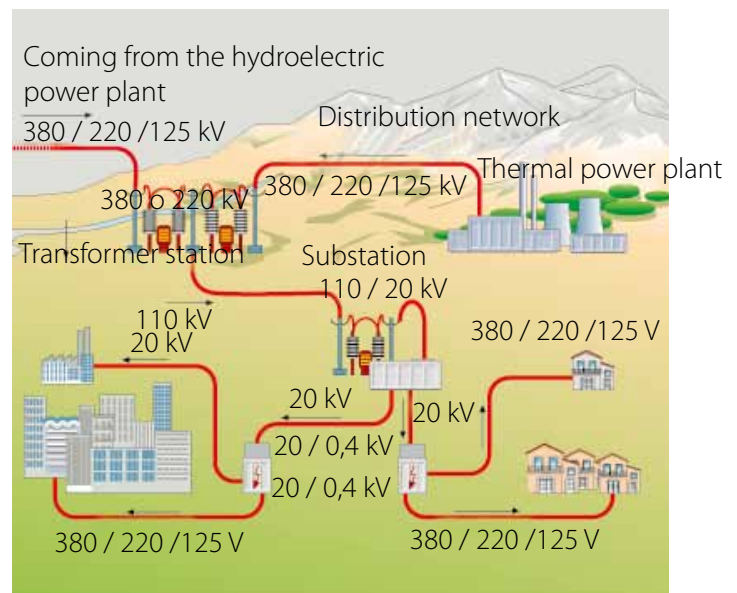 Coming from the hydroelectric
power plant
380 / 220 /125 kV
Distribution network
Thermal power plant
380 / 220 /125 kV
380 o 220 kV
Transformer station
Substation
110 / 20 kV
110 kV
20 kV
380 / 220 /125 V
20 kV
20 kV
20 / 0,4 kV
20 / 0,4 kV
380 / 220 /125 V
380 / 220 /125 V